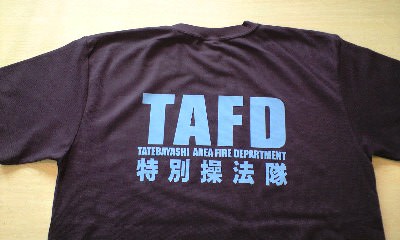 TAFD
TATEBAYASHI AREA FIRE DEPARTMENT
特別操法隊